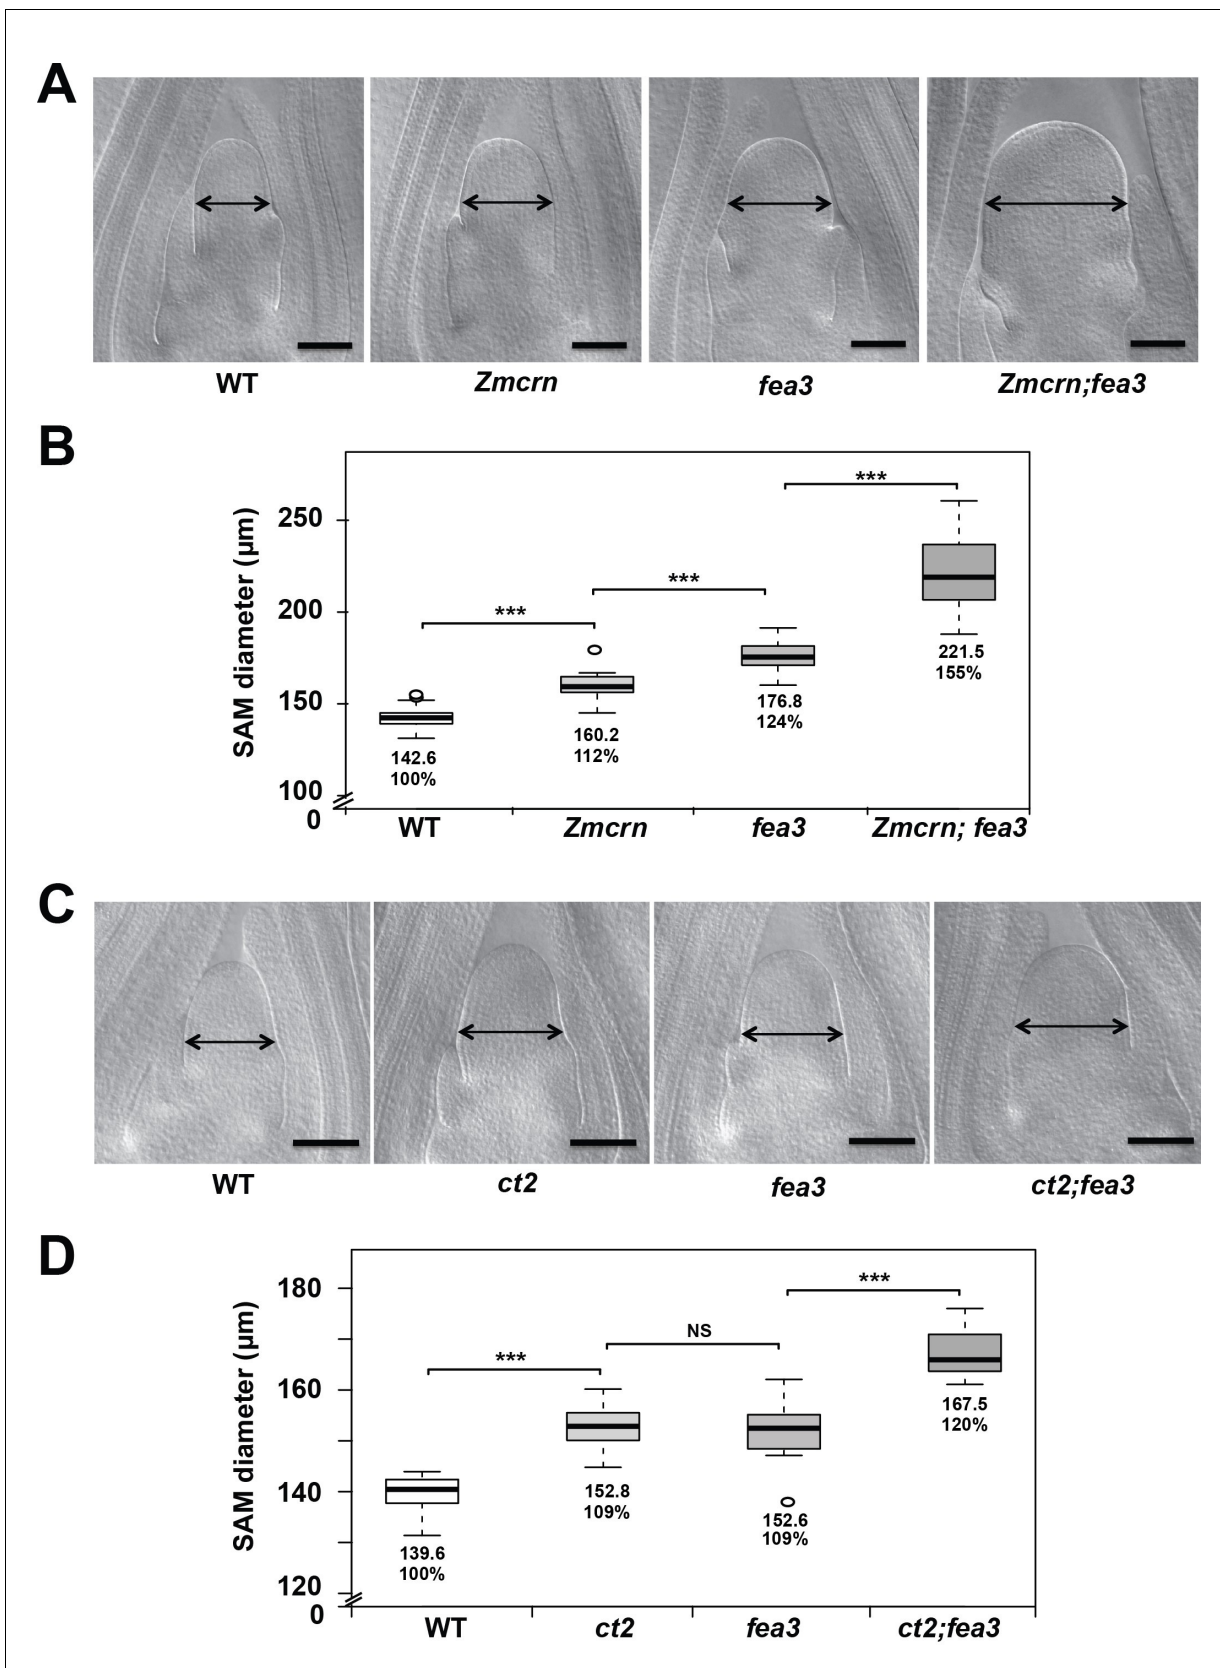 A
WT
Zmcrn
fea3
Zmcrn;fea3
B
SAM diameter (µm)
250
200
150
100
0
***
***
***
142.6
100%
160.2
112%
176.8
124%
221.5
155%
WT
Zmcrn
fea3
Zmcrn; fea3
C
WT
ct2
fea3
ct2;fea3
D
SAM diameter (µm)
180
160
140
120
0
***
NS
***
139.6
100%
152.8
109%
152.6
109%
167.5
120%
WT
ct2
fea3
ct2;fea3